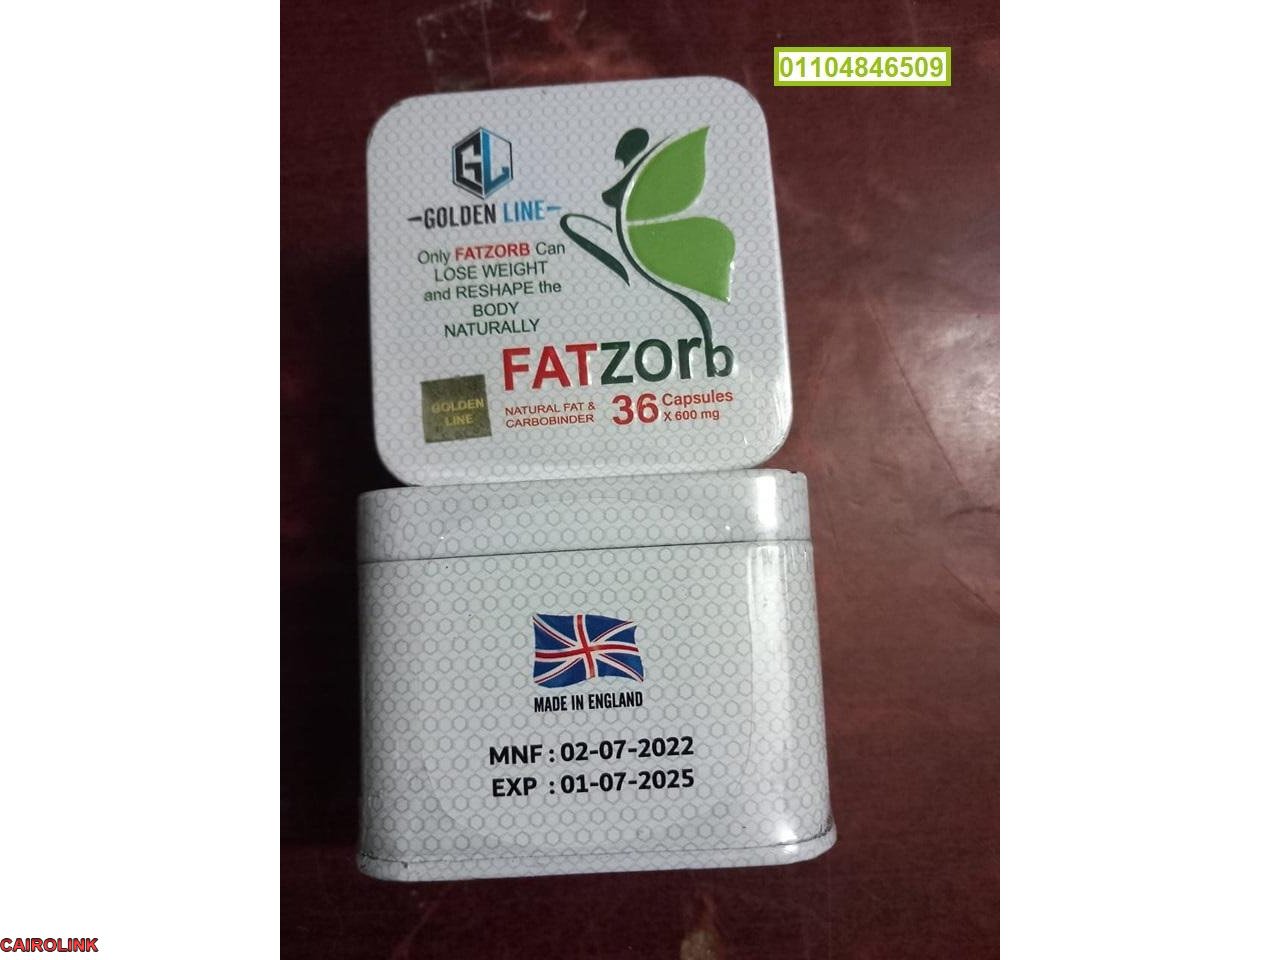 01104846509
GL
GOLDEN LINE
Only FATZORB Can
LOSE WEIGHT
and RESHAPE the
BODY
NATURALLY
FATzorb
GOLDEN
LINE
NATURAL FAT &
CARBOBINDER
36 Capsules
X 600 mg
MADE IN ENGLAND
MNF : 02-07-2022
EXP : 01-07-2025
CAIROLINK